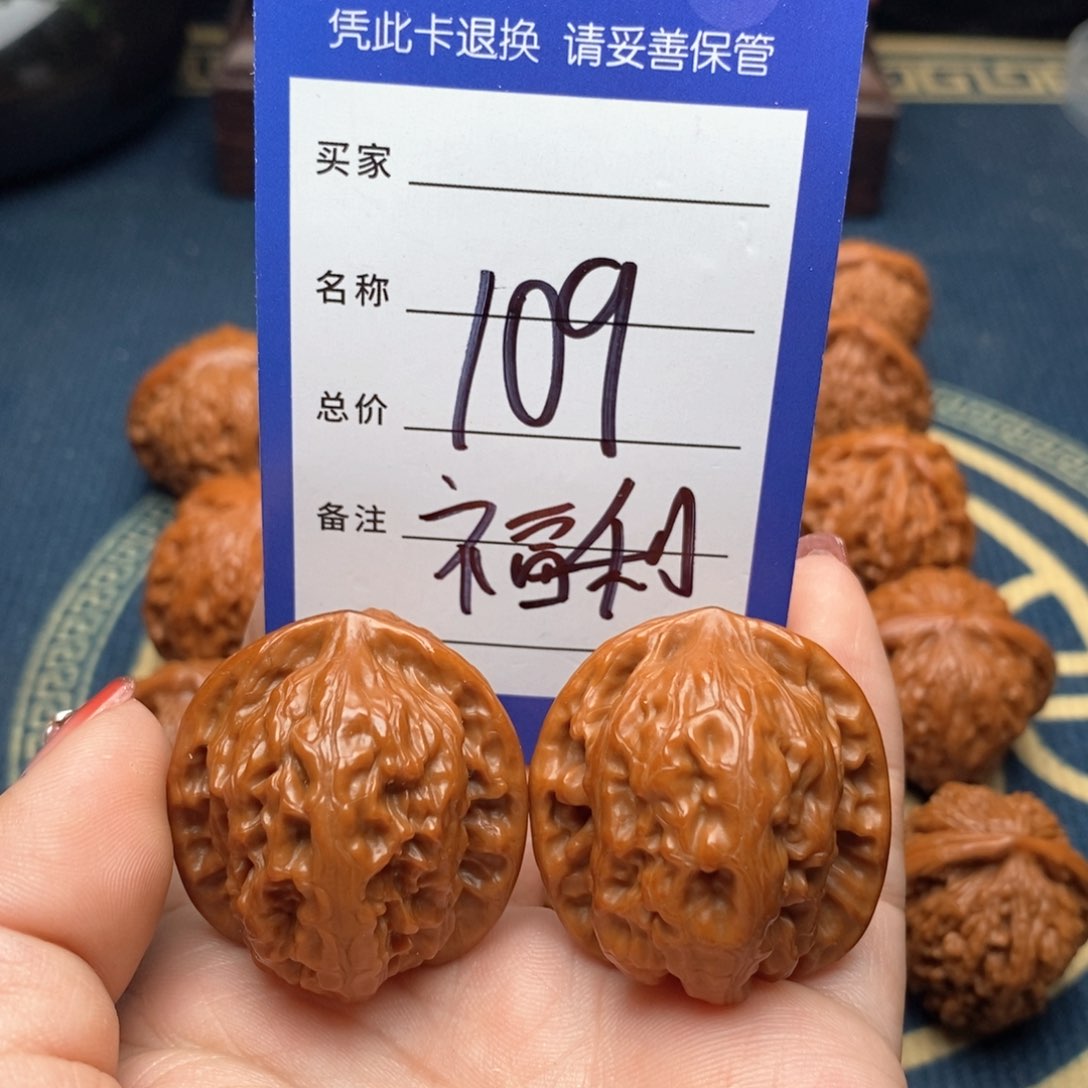 凭此卡退换 请妥善保管
买家
名称 109
总价
备注 福利